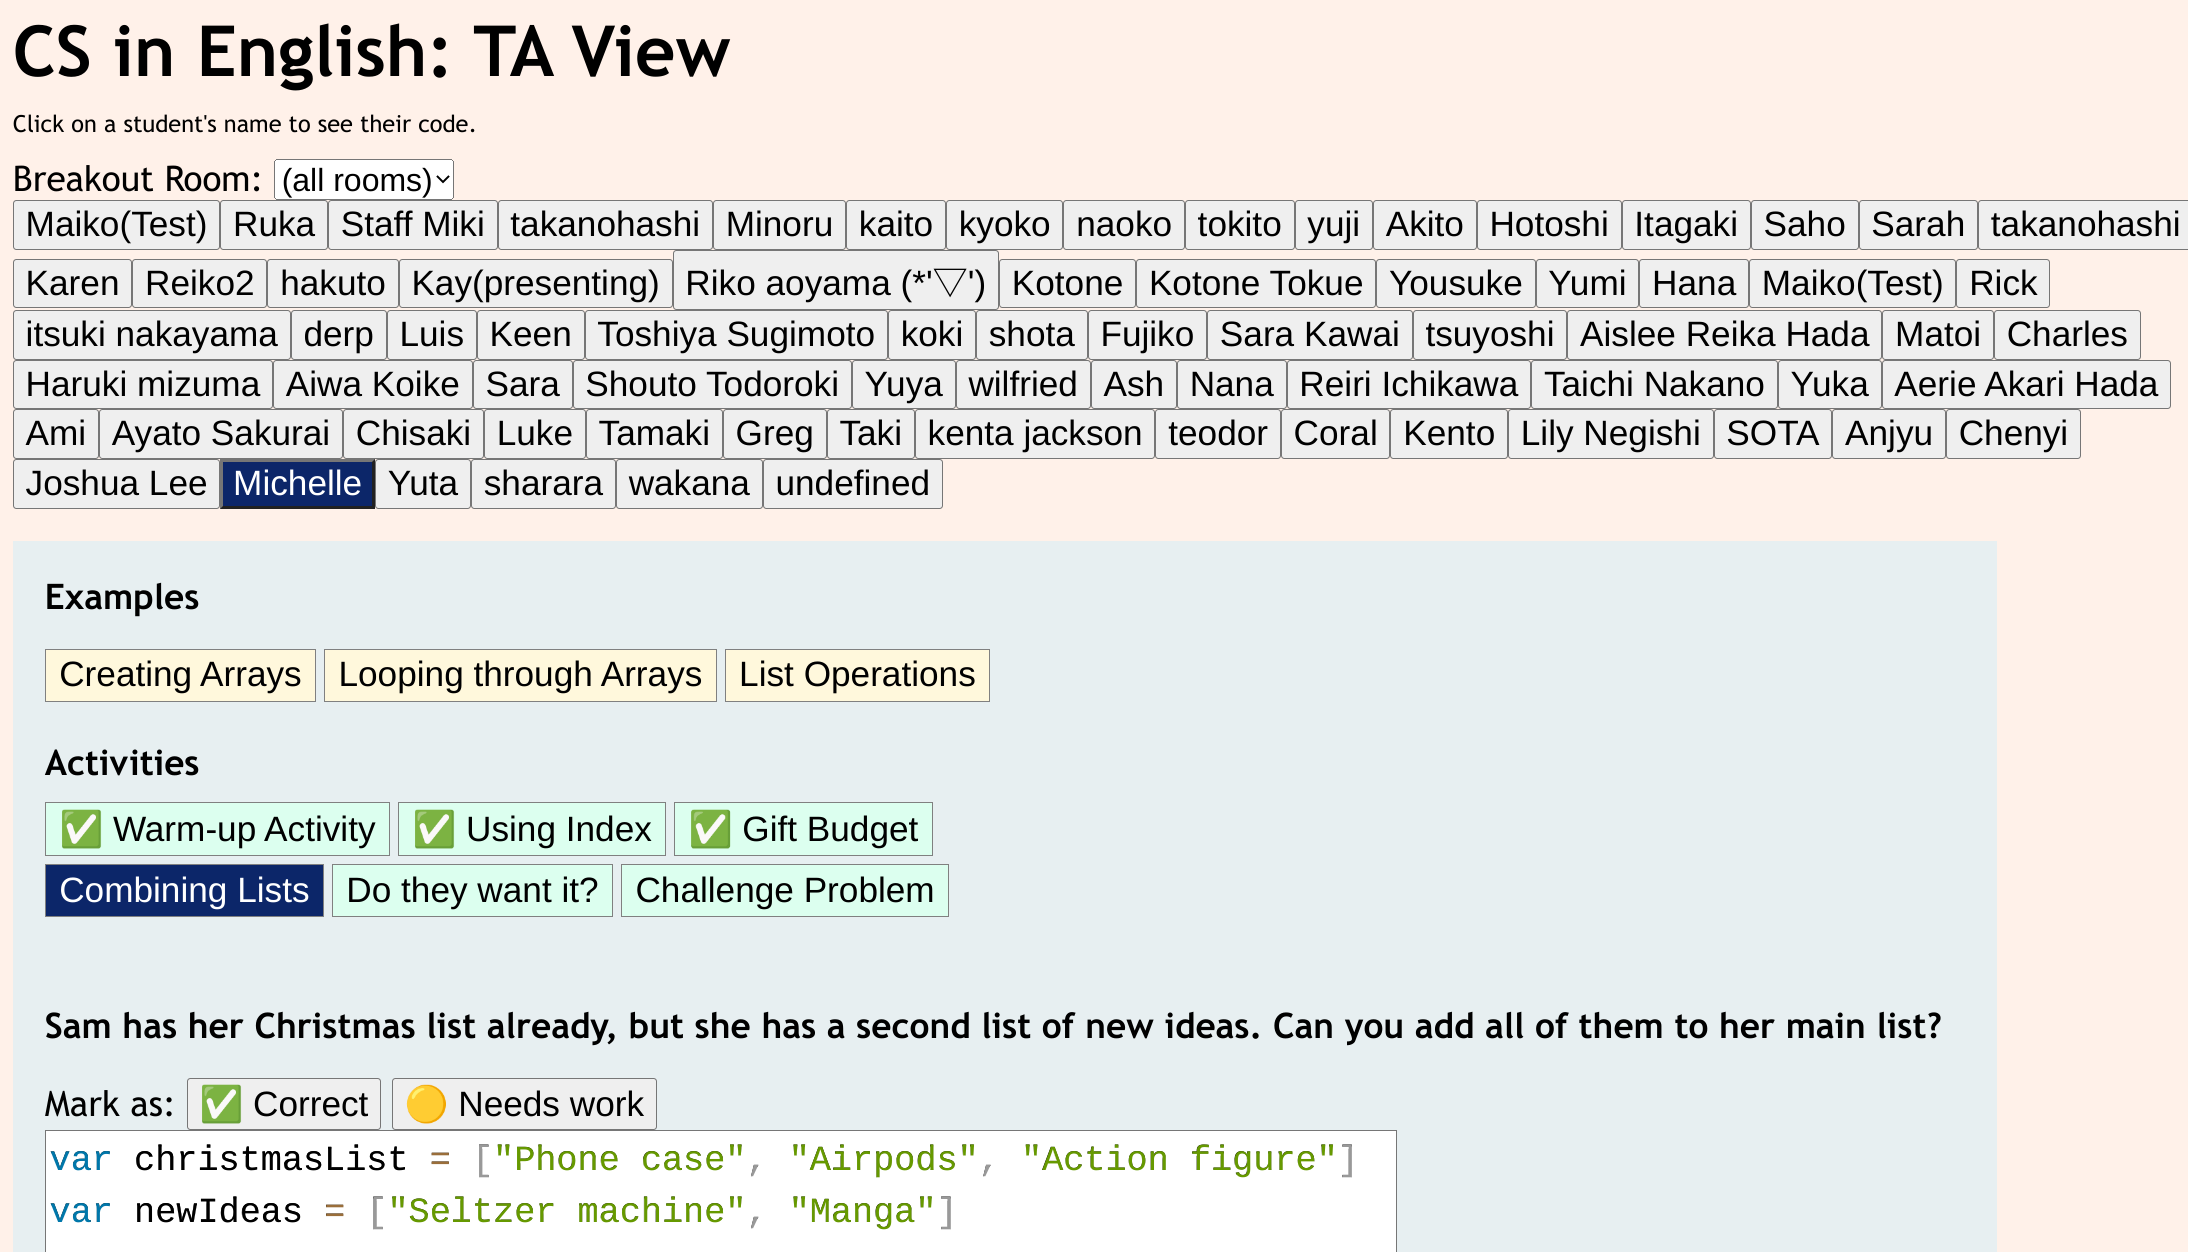 CS in English: TA View
Click on a student's name to see their code.
Breakout Room: (all rooms)
Maiko(Test) Ruka Staff Miki takanohashi Minoru kaito kyoko naoko tokito yuji Akito Hotoshi Itagaki Saho Sarah takanohashi
Karen Reiko2 hakuto Kay(presenting) Riko aoyama (*'▽') Kotone Kotone Tokue Yousuke Yumi Hana Maiko(Test) Rick
itsuki nakayama derp Luis Keen Toshiya Sugimoto koki shota Fujiko Sara Kawai tsuyoshi Aislee Reika Hada Matoi Charles
Haruki mizuma Aiwa Koike Sara Shouto Todoroki Yuya wilfried Ash Nana Reiri Ichikawa Taichi Nakano Yuka Aerie Akari Hada
Ami Ayato Sakurai Chisaki Luke Tamaki Greg Taki kenta jackson teodor Coral Kento Lily Negishi SOTA Anjyu Chenyi
Joshua Lee Michelle Yuta sharara wakana undefined
Examples
Creating Arrays Looping through Arrays List Operations
Activities
✅ Warm-up Activity ✅ Using Index ✅ Gift Budget
Combining Lists Do they want it? Challenge Problem
Sam has her Christmas list already, but she has a second list of new ideas. Can you add all of them to her main list?
Mark as: ✅ Correct 🟡 Needs work
var christmasList = ["Phone case", "Airpods", "Action figure"]
var newIdeas = ["Seltzer machine", "Manga"]